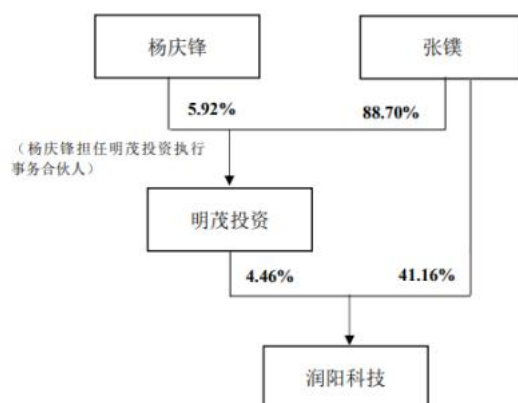 杨庆锋
张镤
5.92%
88.70%
（杨庆锋担任明茂投资执行
事务合伙人）
明茂投资
4.46%
41.16%
润阳科技